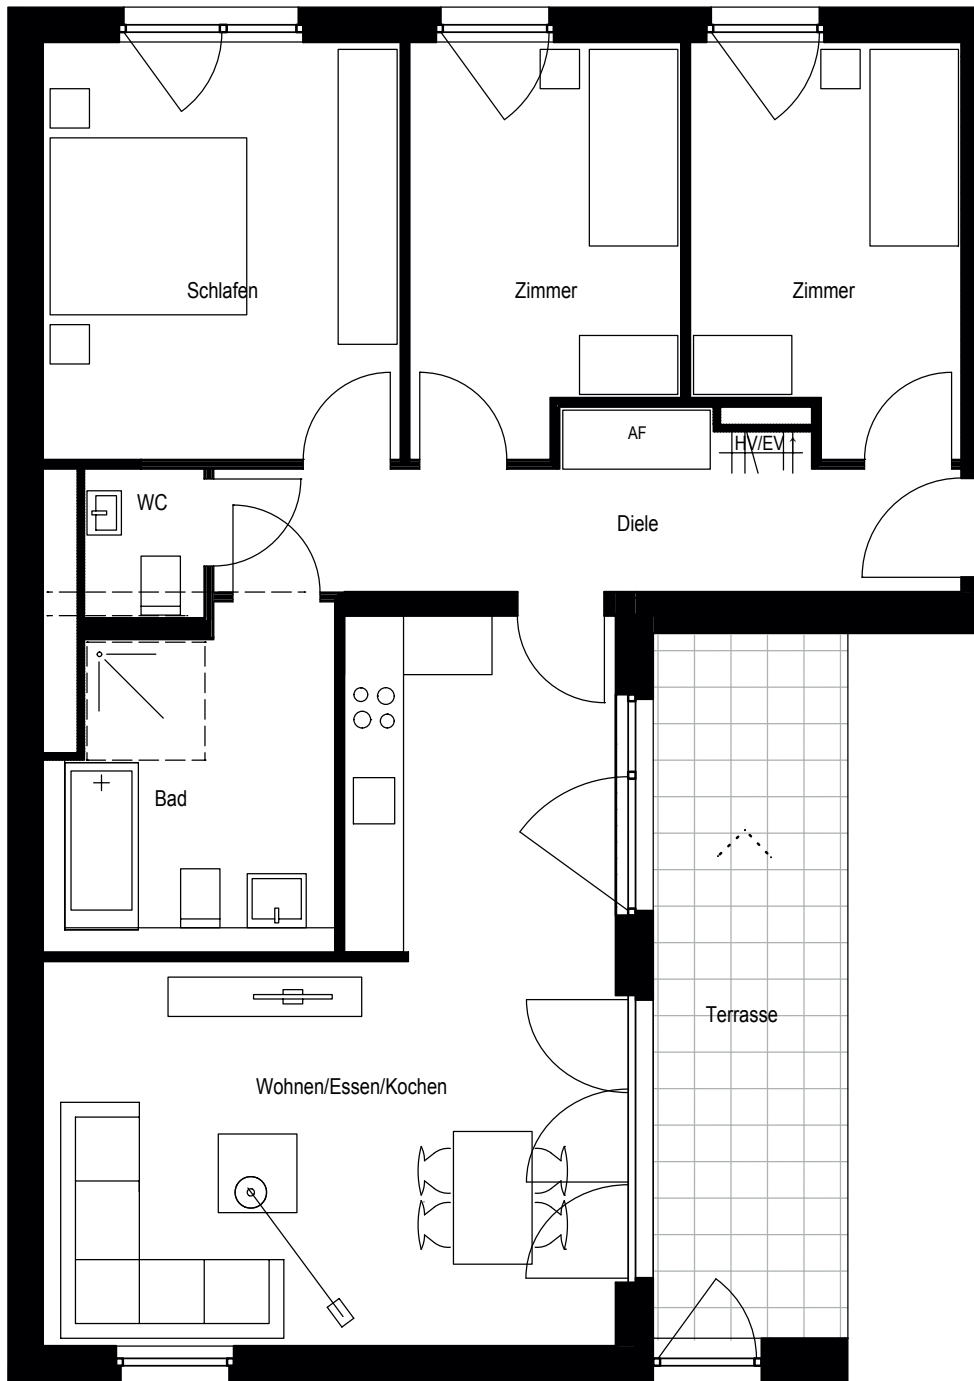 Schlafen
Zimmer
Zimmer
AF
HV/EV
WC
Diele
Bad
Terrasse
Wohnen/Essen/Kochen